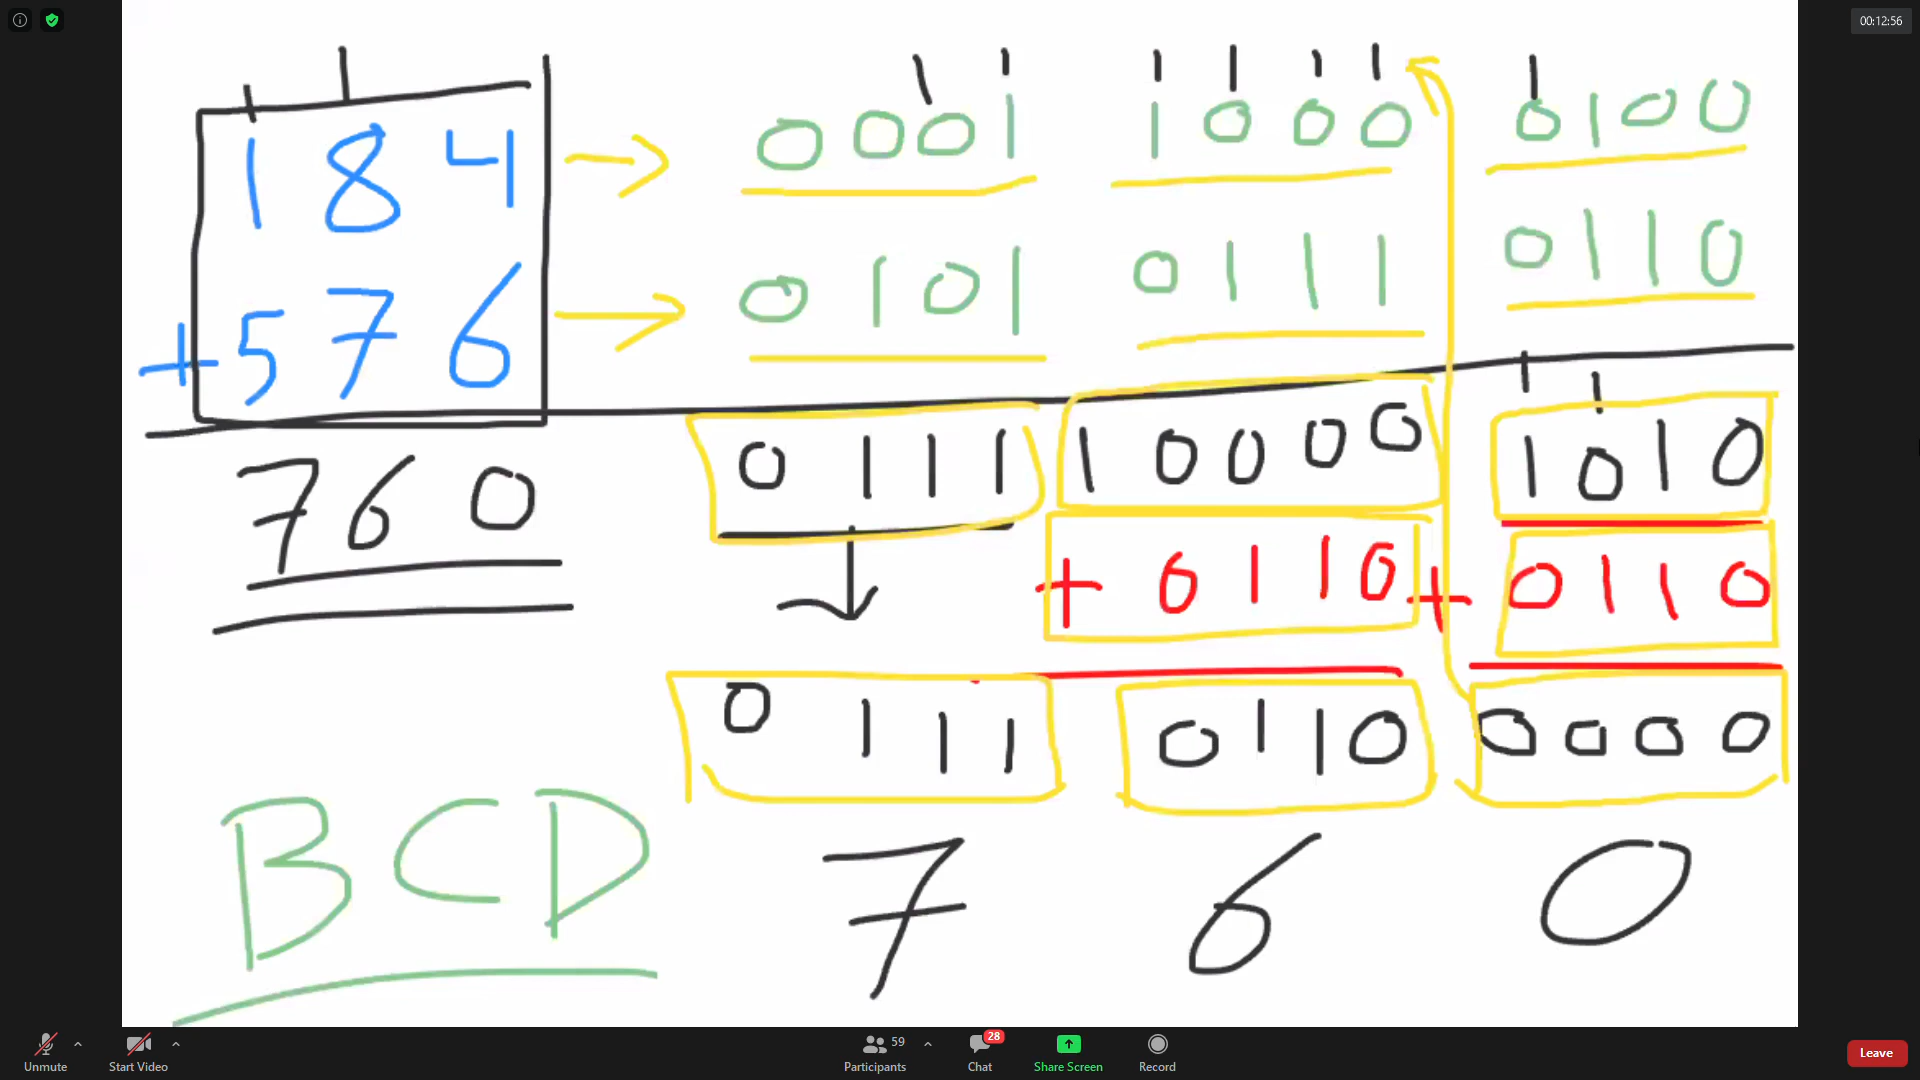 00:12:56
1 1 1 1 1 1 1 1 1
184 → 0001 1000 0100
+576 → 0101 0111 0110
1 1
760 0111 10000 1010
+ 0110 + 0110
0111 0110 0000
BCD 7 6 0
Unmute Start Video 59 Participants 28 Chat Share Screen Record Leave